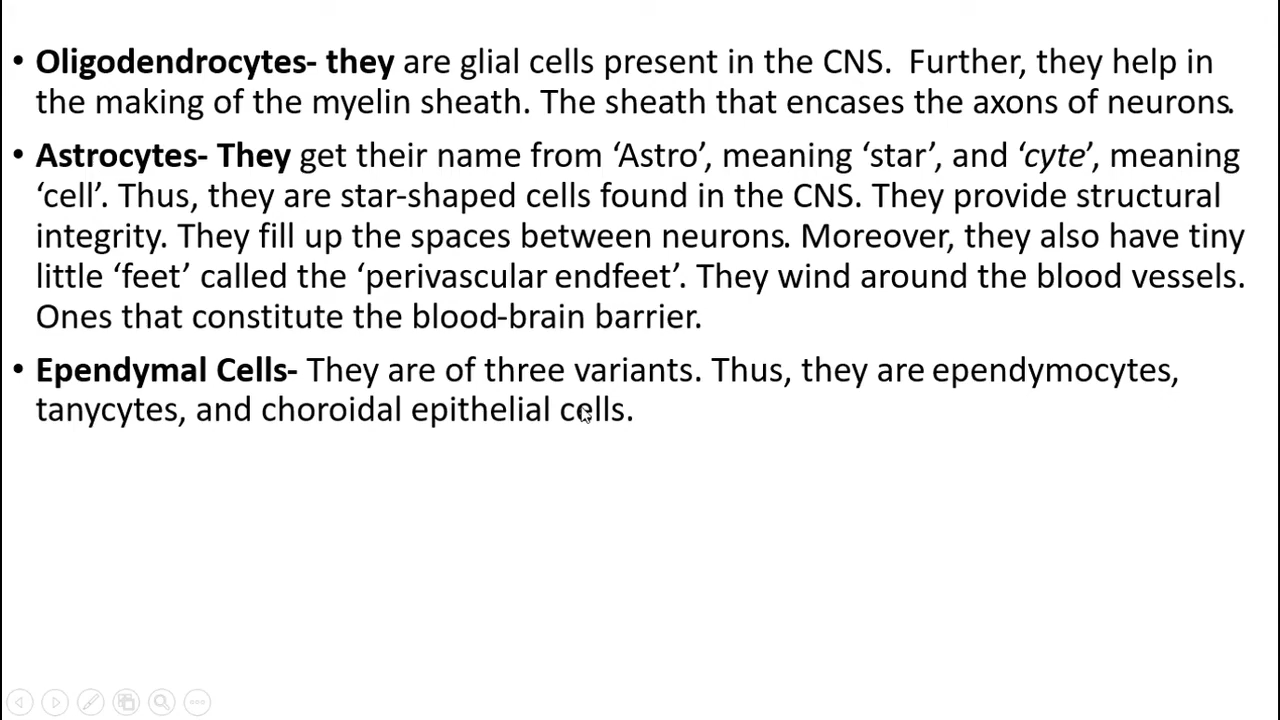 • Oligodendrocytes- they are glial cells present in the CNS.  Further, they help in
the making of the myelin sheath. The sheath that encases the axons of neurons.
• Astrocytes- They get their name from ‘Astro’, meaning ‘star’, and ‘cyte’, meaning
‘cell’. Thus, they are star-shaped cells found in the CNS. They provide structural
integrity. They fill up the spaces between neurons. Moreover, they also have tiny
little ‘feet’ called the ‘perivascular endfeet’. They wind around the blood vessels.
Ones that constitute the blood-brain barrier.
• Ependymal Cells- They are of three variants. Thus, they are ependymocytes,
tanycytes, and choroidal epithelial cells.